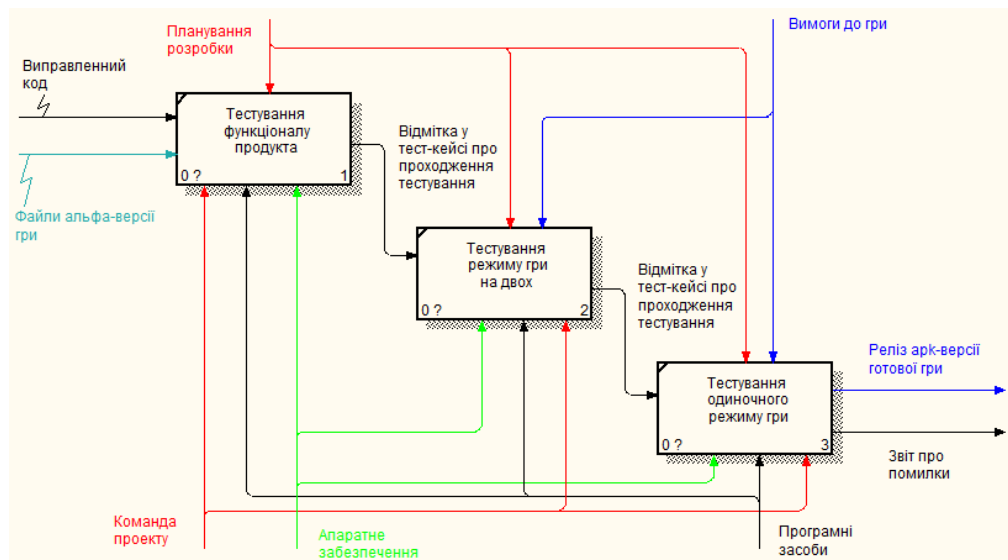 Планування
розробки
Вимоги до гри
Виправленний
код
Тестування
функціоналу
продукта
0 ?
1
Відмітка у
тест-кейсі про
проходження
тестування
Файли альфа-версії
гри
Тестування
режиму гри
на двох
0 ?
2
Відмітка у
тест-кейсі про
проходження
тестування
Тестування
одиночного
режиму гри
0 ?
3
Реліз apk-версії
готової гри
Звіт про
помилки
Команда
проекту
Апаратне
забезпечення
Програмні
засоби